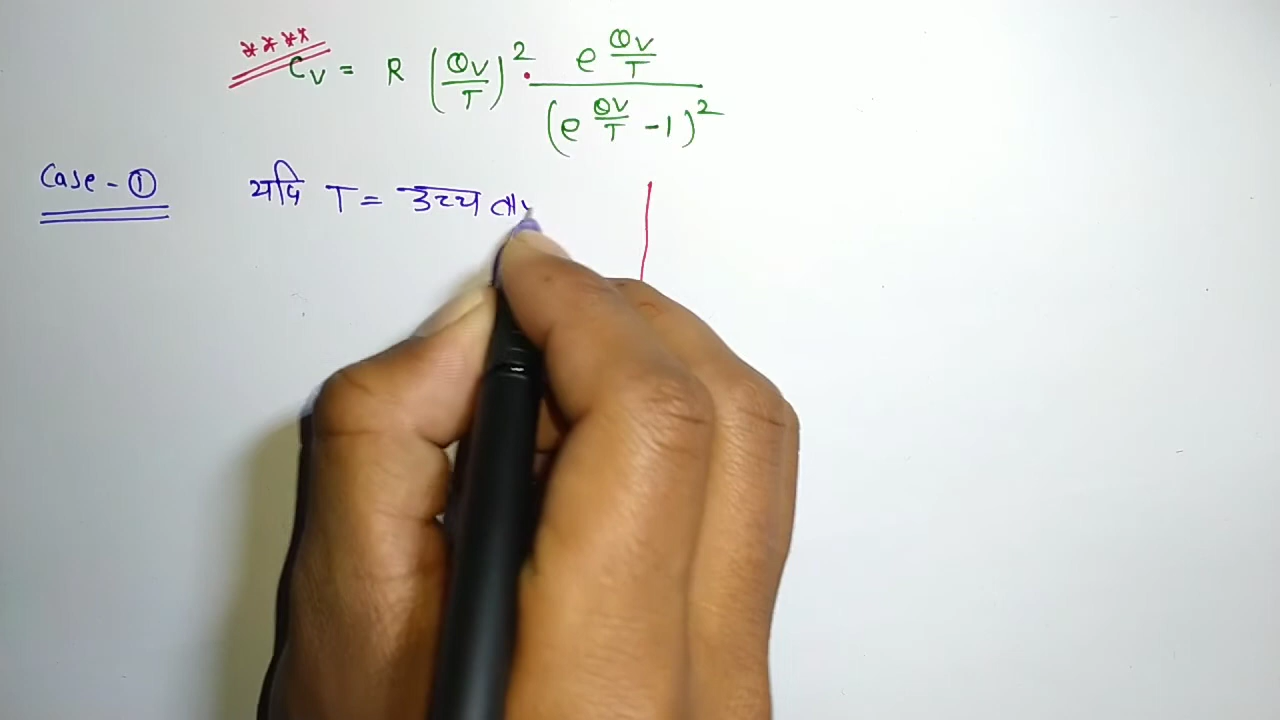 ****
Cv = R (θv/T)² · e^(θv/T) / (e^(θv/T) -1)²
Case - ① यदि T = उच्च